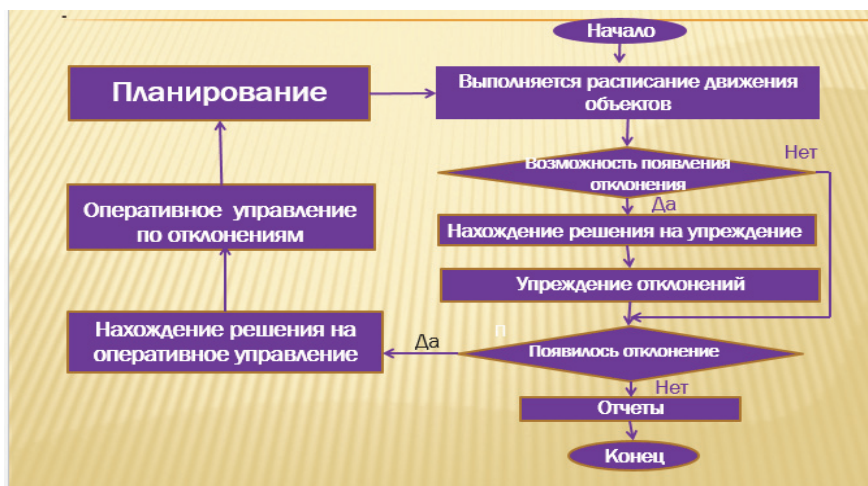 Начало
Планирование
Выполняется расписание движения
объектов
Возможность появления
отклонения
Нет
Да
Оперативное управление
по отклонениям
Нахождение решения на упреждение
Упреждение отклонений
Нахождение решения на
оперативное управление
Да
П
Появилось отклонение
Нет
Отчеты
Конец